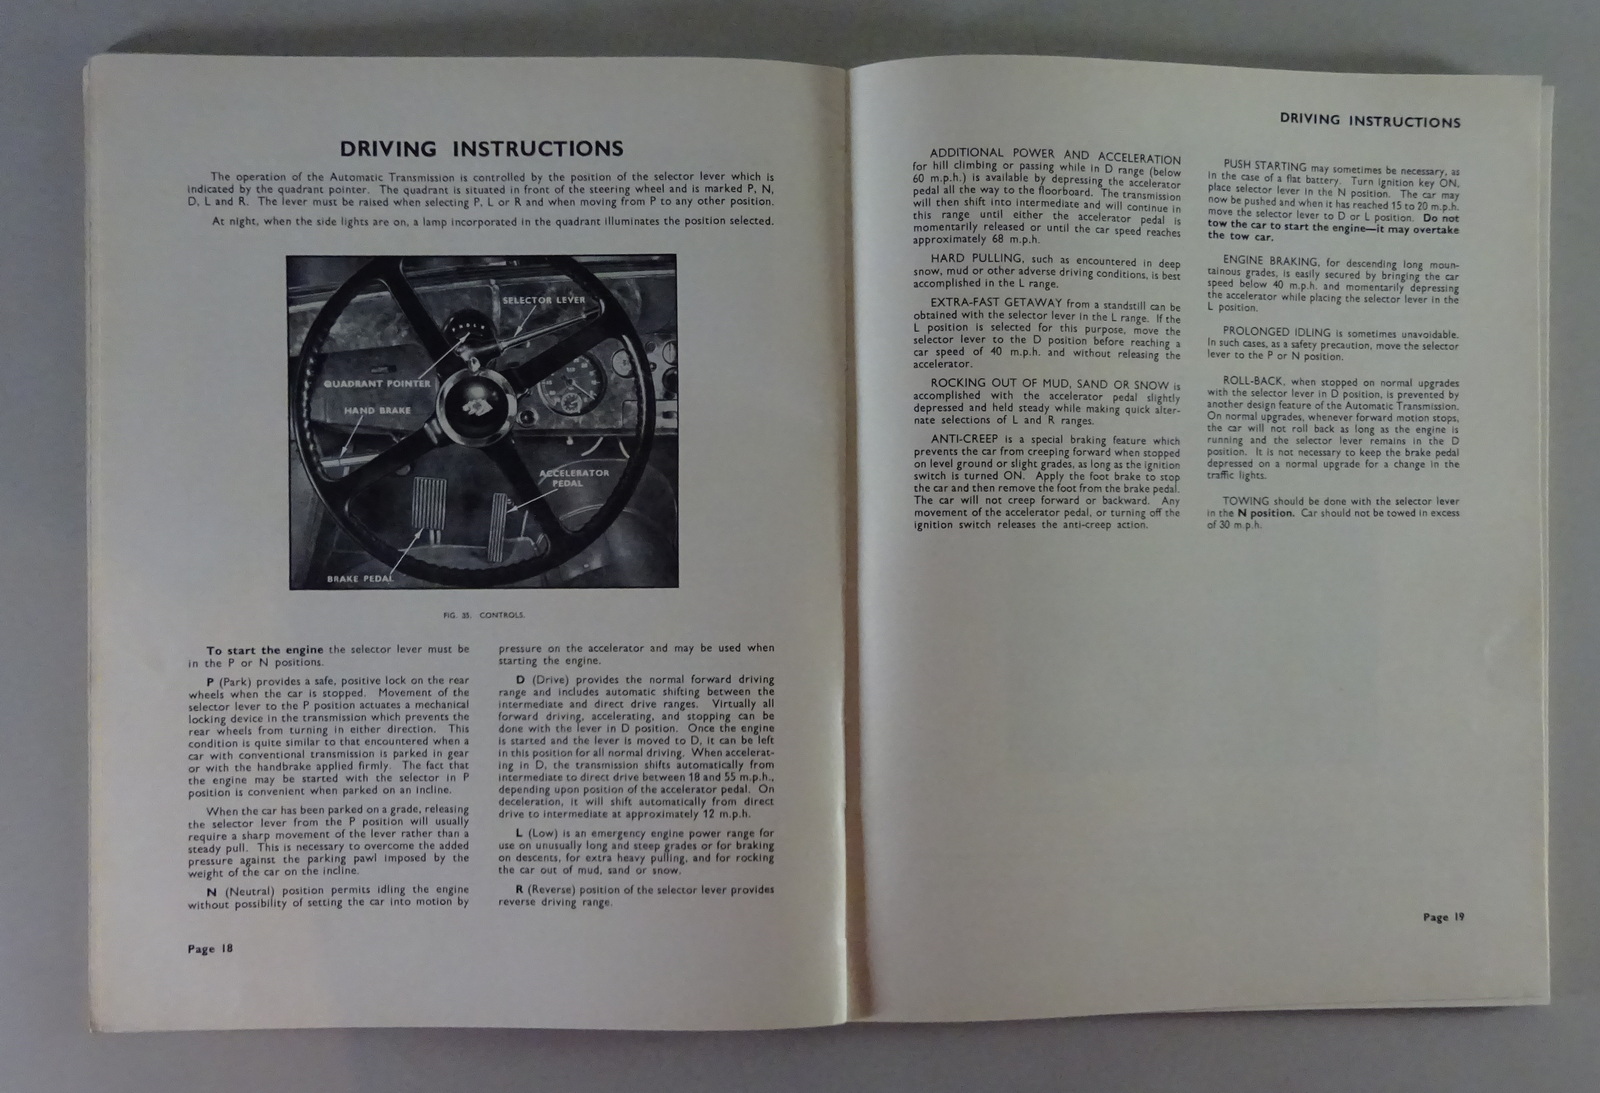 DRIVING INSTRUCTIONS
The operation of the Automatic Transmission is controlled by the position of the selector lever which is
indicated by the quadrant pointer. The quadrant is situated in front of the steering wheel and is marked P, N,
D, L and R. The lever must be raised when selecting P, L or R and when moving from P to any other position.
At night, when the side lights are on, a lamp incorporated in the quadrant illuminates the position selected.
SELECTOR LEVER
P N D L R
QUADRANT POINTER
HAND BRAKE
ACCELERATOR
PEDAL
BRAKE PEDAL
FIG. 35. CONTROLS.
To start the engine the selector lever must be
in the P or N positions.
P (Park) provides a safe, positive lock on the rear
wheels when the car is stopped. Movement of the
selector lever to the P position actuates a mechanical
locking device in the transmission which prevents the
rear wheels from turning in either direction. This
condition is quite similar to that encountered when a
car with conventional transmission is parked in gear
or with the handbrake applied firmly. The fact that
the engine may be started with the selector in P
position is convenient when parked on an incline.
When the car has been parked on a grade, releasing
the selector lever from the P position will usually
require a sharp movement of the lever rather than a
steady pull. This is necessary to overcome the added
pressure against the parking pawl imposed by the
weight of the car on the incline.
N (Neutral) position permits idling the engine
without possibility of setting the car into motion by
pressure on the accelerator and may be used when
starting the engine.
D (Drive) provides the normal forward driving
range and includes automatic shifting between the
intermediate and direct drive ranges. Virtually all
forward driving, accelerating, and stopping can be
done with the lever in D position. Once the engine
is started and the lever is moved to D, it can be left
in this position for all normal driving. When accelerat-
ing in D, the transmission shifts automatically from
intermediate to direct drive between 18 and 55 m.p.h.,
depending upon position of the accelerator pedal. On
deceleration, it will shift automatically from direct
drive to intermediate at approximately 12 m.p.h.
L (Low) is an emergency engine power range for
use on unusually long and steep grades or for braking
on descents, for extra heavy pulling, and for rocking
the car out of mud, sand or snow.
R (Reverse) position of the selector lever provides
reverse driving range.
Page 18
DRIVING INSTRUCTIONS
ADDITIONAL POWER AND ACCELERATION
for hill climbing or passing while in D range (below
60 m.p.h.) is available by depressing the accelerator
pedal all the way to the floorboard. The transmission
will then shift into intermediate and will continue in
this range until either the accelerator pedal is
momentarily released or until the car speed reaches
approximately 68 m.p.h.
HARD PULLING, such as encountered in deep
snow, mud or other adverse driving conditions, is best
accomplished in the L range.
EXTRA-FAST GETAWAY from a standstill can be
obtained with the selector lever in the L range. If the
L position is selected for this purpose, move the
selector lever to the D position before reaching a
car speed of 40 m.p.h. and without releasing the
accelerator.
ROCKING OUT OF MUD, SAND OR SNOW is
accomplished with the accelerator pedal slightly
depressed and held steady while making quick alter-
nate selections of L and R ranges.
ANTI-CREEP is a special braking feature which
prevents the car from creeping forward when stopped
on level ground or slight grades, as long as the ignition
switch is turned ON. Apply the foot brake to stop
the car and then remove the foot from the brake pedal.
The car will not creep forward or backward. Any
movement of the accelerator pedal, or turning off the
ignition switch releases the anti-creep action.
PUSH STARTING may sometimes be necessary, as
in the case of a flat battery. Turn ignition key ON,
place selector lever in the N position. The car may
now be pushed and when it has reached 15 to 20 m.p.h.
move the selector lever to D or L position. Do not
tow the car to start the engine—it may overtake
the tow car.
ENGINE BRAKING, for descending long moun-
tainous grades, is easily secured by bringing the car
speed below 40 m.p.h. and momentarily depressing
the accelerator while placing the selector lever in the
L position.
PROLONGED IDLING is sometimes unavoidable.
In such cases, as a safety precaution, move the selector
lever to the P or N position.
ROLL-BACK, when stopped on normal upgrades
with the selector lever in D position, is prevented by
another design feature of the Automatic Transmission.
On normal upgrades, whenever forward motion stops,
the car will not roll back as long as the engine is
running and the selector lever remains in the D
position. It is not necessary to keep the brake pedal
depressed on a normal upgrade for a change in the
traffic lights.
TOWING should be done with the selector lever
in the N position. Car should not be towed in excess
of 30 m.p.h.
Page 19